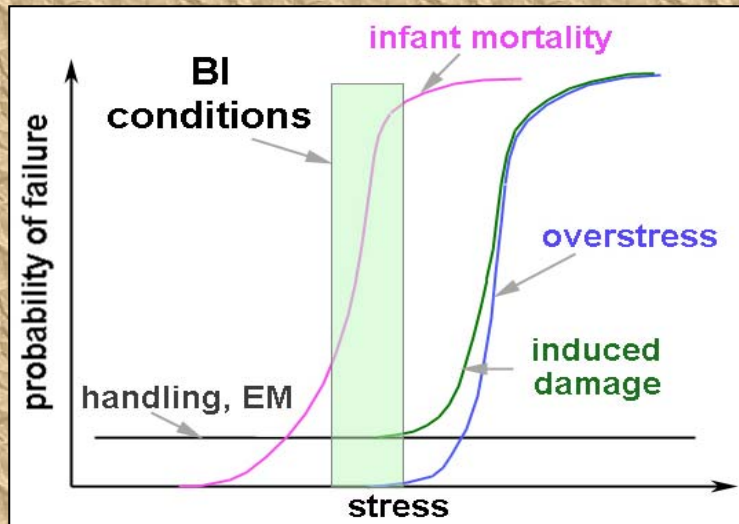 infant mortality
BI
conditions
probability of failure
overstress
induced
damage
handling, EM
stress